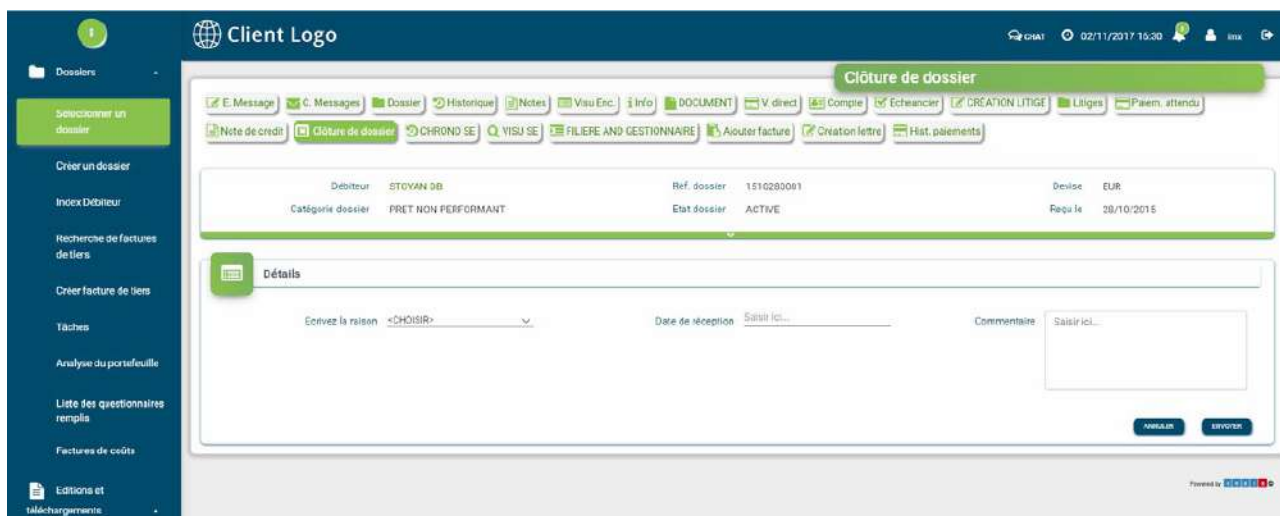 Client Logo
CHAT 02/11/2017 15:30 imx
Clôture de dossier
Dossiers -
Sélectionner un
dossier
Créer un dossier
Index Débiteur
Recherche de factures
de tiers
Créer facture de tiers
Tâches
Analyse du portefeuille
Liste des questionnaires
remplis
Factures de coûts
Editions et
téléchargements
E. Message C. Messages Dossier Historique Notes Visu Enc. Info DOCUMENT V. direct Compte Echeancier CREATION LITIGE Litiges Paiem. attendu
Note de credit Clôture de dossier CHRONO SE VISU SE FILIERE AND GESTIONNAIRE Ajouter facture Création lettre Hist. paiements
Débiteur STOYAN DB Ref. dossier 1510280001 Devise EUR
Catégorie dossier PRET NON PERFORMANT Etat dossier ACTIVE Reçu le 28/10/2015
Détails
Ecrivez la raison <CHOISIR> Date de réception Saisir ici... Commentaire Saisir ici...
ANNULER ENVOYER
Powered by